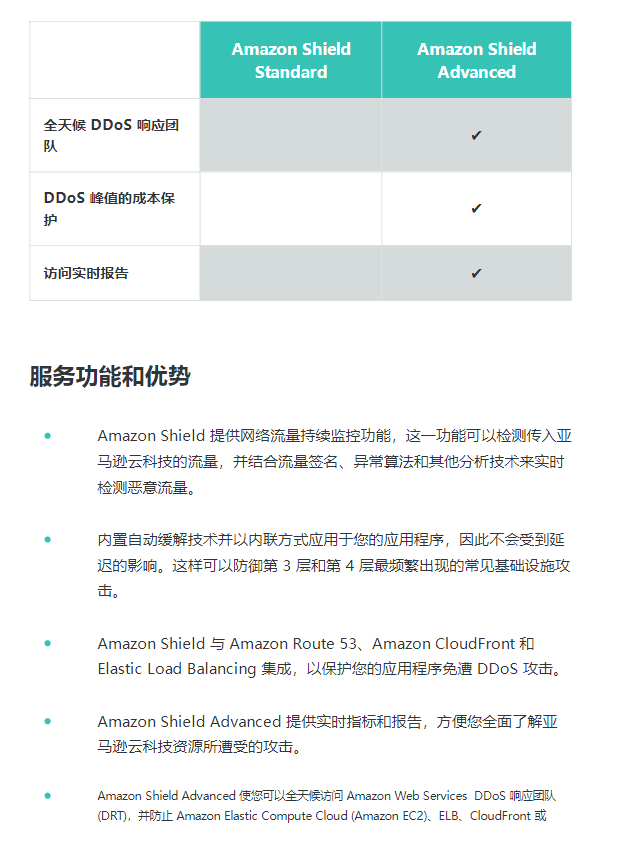 Amazon Shield Standard
Amazon Shield Advanced
全天候 DDoS 响应团
队
✔
DDoS 峰值的成本保
护
✔
访问实时报告
✔
服务功能和优势
• Amazon Shield 提供网络流量持续监控功能，这一功能可以检测传入亚
马逊云科技的流量，并结合流量签名、异常算法和其他分析技术来实时
检测恶意流量。
• 内置自动缓解技术并以内联方式应用于您的应用程序，因此不会受到延
迟的影响。这样可以防御第 3 层和第 4 层最频繁出现的常见基础设施攻
击。
• Amazon Shield 与 Amazon Route 53、Amazon CloudFront 和
Elastic Load Balancing 集成，以保护您的应用程序免遭 DDoS 攻击。
• Amazon Shield Advanced 提供实时指标和报告，方便您全面了解亚
马逊云科技资源所遭受的攻击。
• Amazon Shield Advanced 使您可以全天候访问 Amazon Web Services DDoS 响应团队
(DRT)，并防止 Amazon Elastic Compute Cloud (Amazon EC2)、ELB、CloudFront 或